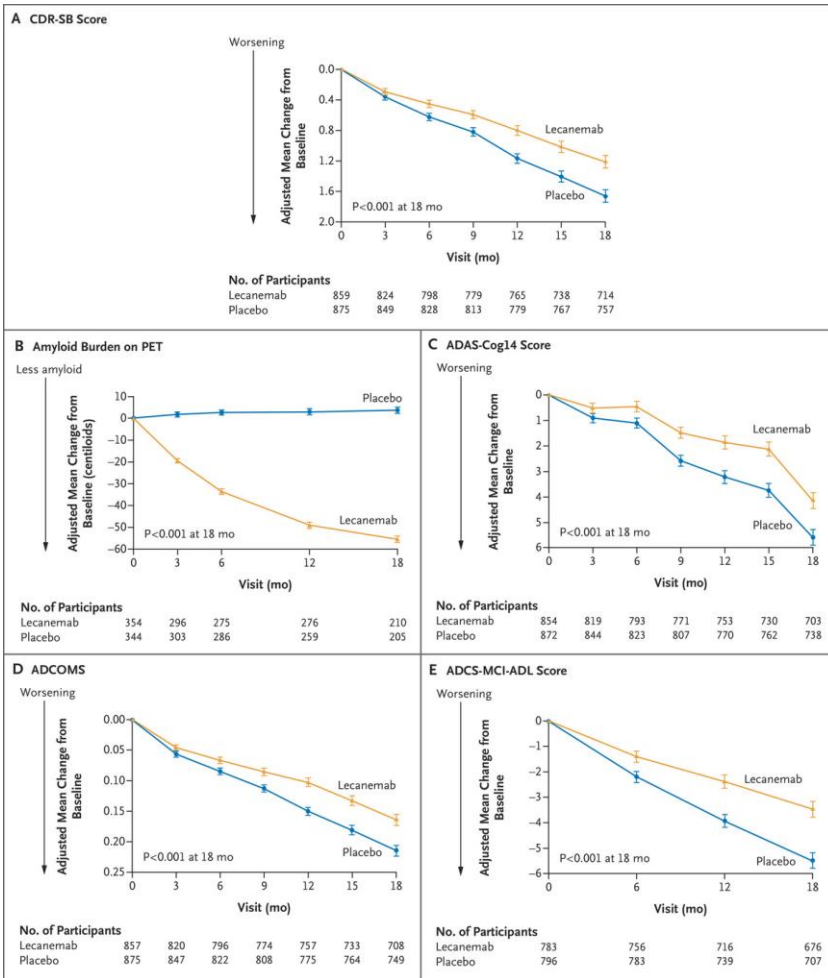 A CDR-SB Score
Worsening
Adjusted Mean Change from
Baseline
0.0
0.4
0.8
1.2
1.6
2.0
Lecanemab
Placebo
P<0.001 at 18 mo
0 3 6 9 12 15 18
Visit (mo)
No. of Participants
Lecanemab 859 824 798 779 765 738 714
Placebo 875 849 828 813 779 767 757
B Amyloid Burden on PET
Less amyloid
Adjusted Mean Change from
Baseline (centiloids)
10
0
−10
−20
−30
−40
−50
−60
Placebo
Lecanemab
P<0.001 at 18 mo
0 3 6 12 18
Visit (mo)
No. of Participants
Lecanemab 354 296 275 276 210
Placebo 344 303 286 259 205
C ADAS-Cog14 Score
Worsening
Adjusted Mean Change from
Baseline
0
1
2
3
4
5
6
Lecanemab
Placebo
P<0.001 at 18 mo
0 3 6 9 12 15 18
Visit (mo)
No. of Participants
Lecanemab 854 819 793 771 753 730 703
Placebo 872 844 823 807 770 762 738
D ADCOMS
Worsening
Adjusted Mean Change from
Baseline
0.00
0.05
0.10
0.15
0.20
0.25
Lecanemab
Placebo
P<0.001 at 18 mo
0 3 6 9 12 15 18
Visit (mo)
No. of Participants
Lecanemab 857 820 796 774 757 733 708
Placebo 875 847 822 808 775 764 749
E ADCS-MCI-ADL Score
Worsening
Adjusted Mean Change from
Baseline
0
−1
−2
−3
−4
−5
−6
Lecanemab
Placebo
P<0.001 at 18 mo
0 6 12 18
Visit (mo)
No. of Participants
Lecanemab 783 756 716 676
Placebo 796 783 739 707